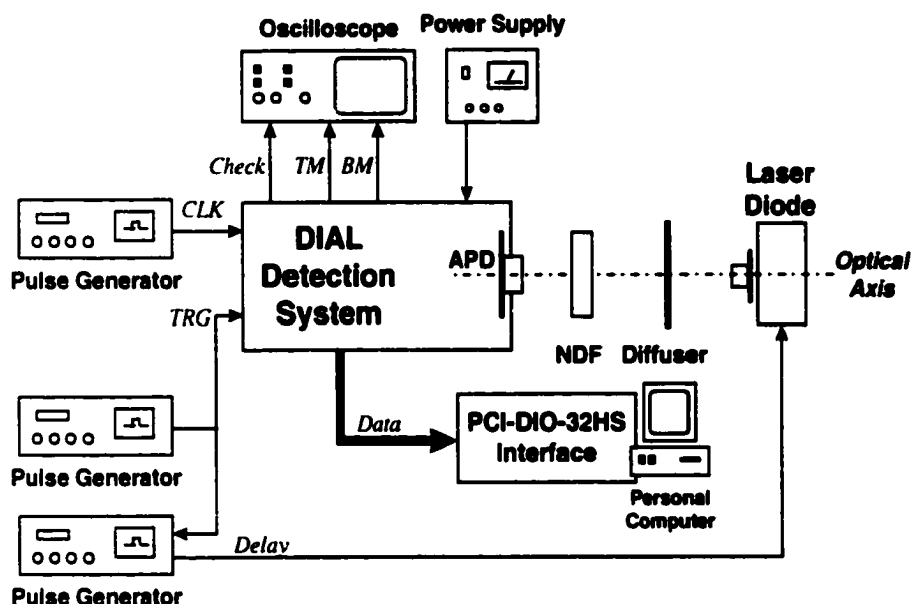 Oscilloscope
Power Supply
Check
TM
BM
Laser
Diode
CLK
Pulse Generator
DIAL
Detection
System
APD
Optical
Axis
TRG
NDF
Diffuser
Pulse Generator
Data
PCI-DIO-32HS
Interface
Personal
Computer
Delay
Pulse Generator